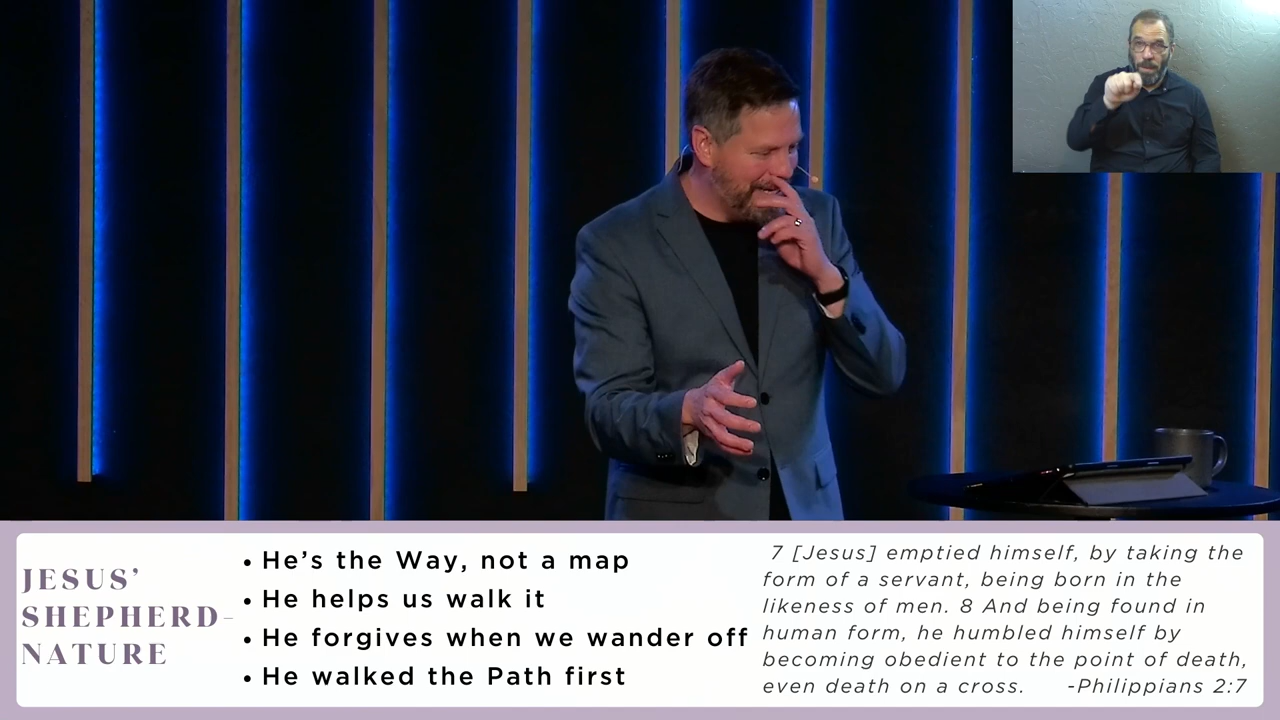 JESUS'
SHEPHERD-
NATURE
• He's the Way, not a map
• He helps us walk it
• He forgives when we wander off
• He walked the Path first
7 [Jesus] emptied himself, by taking the
form of a servant, being born in the
likeness of men. 8 And being found in
human form, he humbled himself by
becoming obedient to the point of death,
even death on a cross. -Philippians 2:7